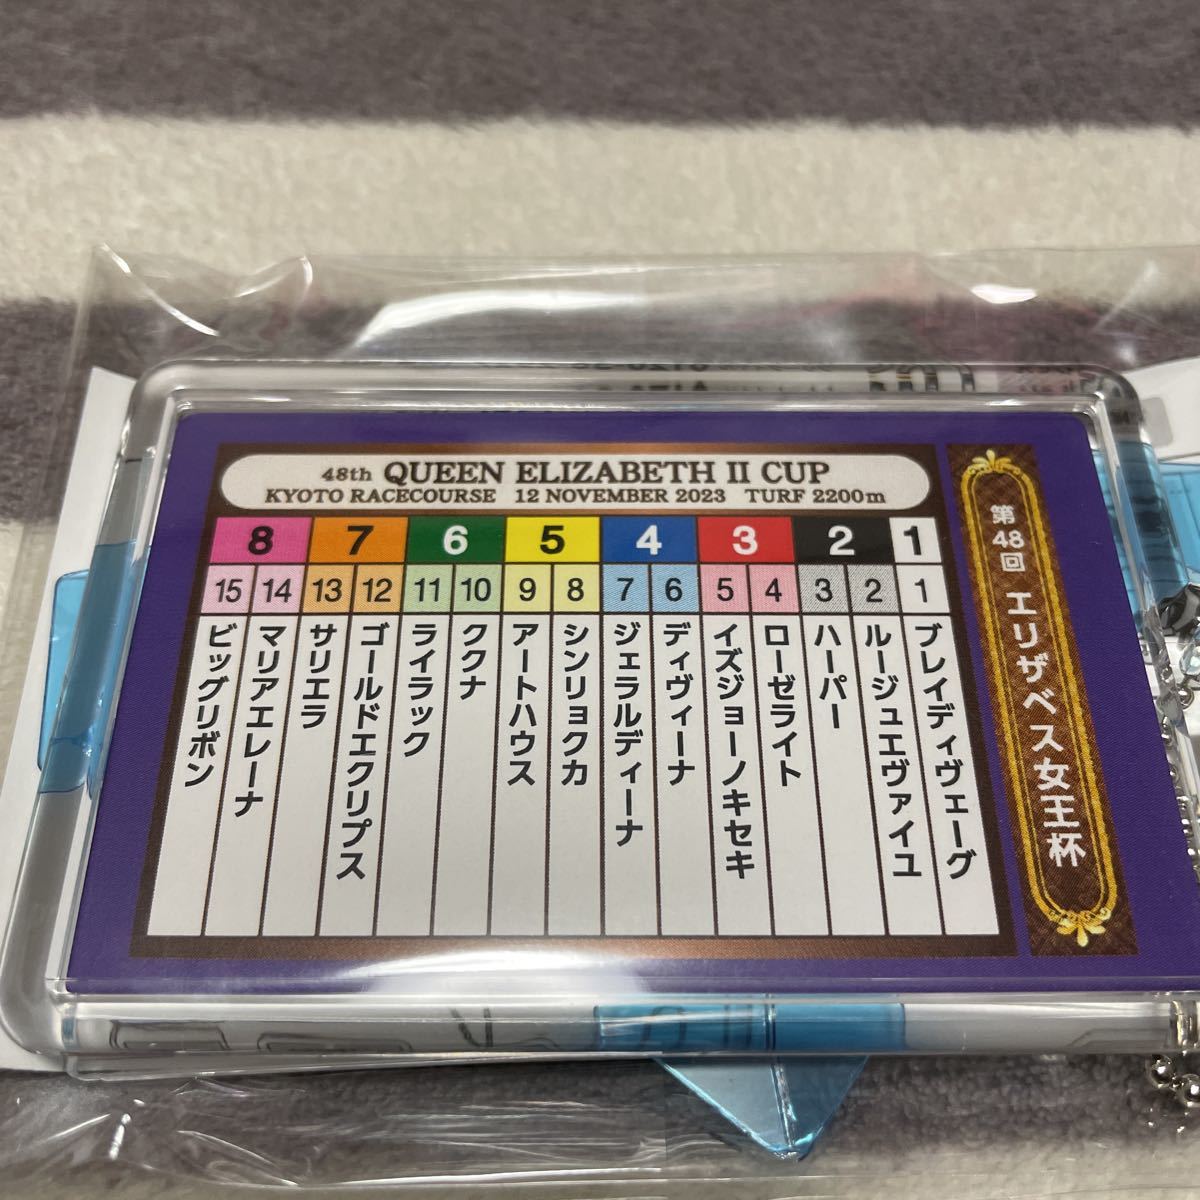 48th QUEEN ELIZABETH II CUP
KYOTO RACECOURSE 12 NOVEMBER 2023 TURF 2200m
第48回 エリザベス女王杯
8 7 6 5 4 3 2 1
15 14 13 12 11 10 9 8 7 6 5 4 3 2 1
ブレイディヴェーグ
ルージュエヴァイユ
ハーパー
ローゼライト
イズジョーノキセキ
ディヴィーナ
ジェラルディーナ
シンリョクカ
アートハウス
ククナ
ライラック
ゴールドエクリプス
サリエラ
マリアエレーナ
ビッグリボン